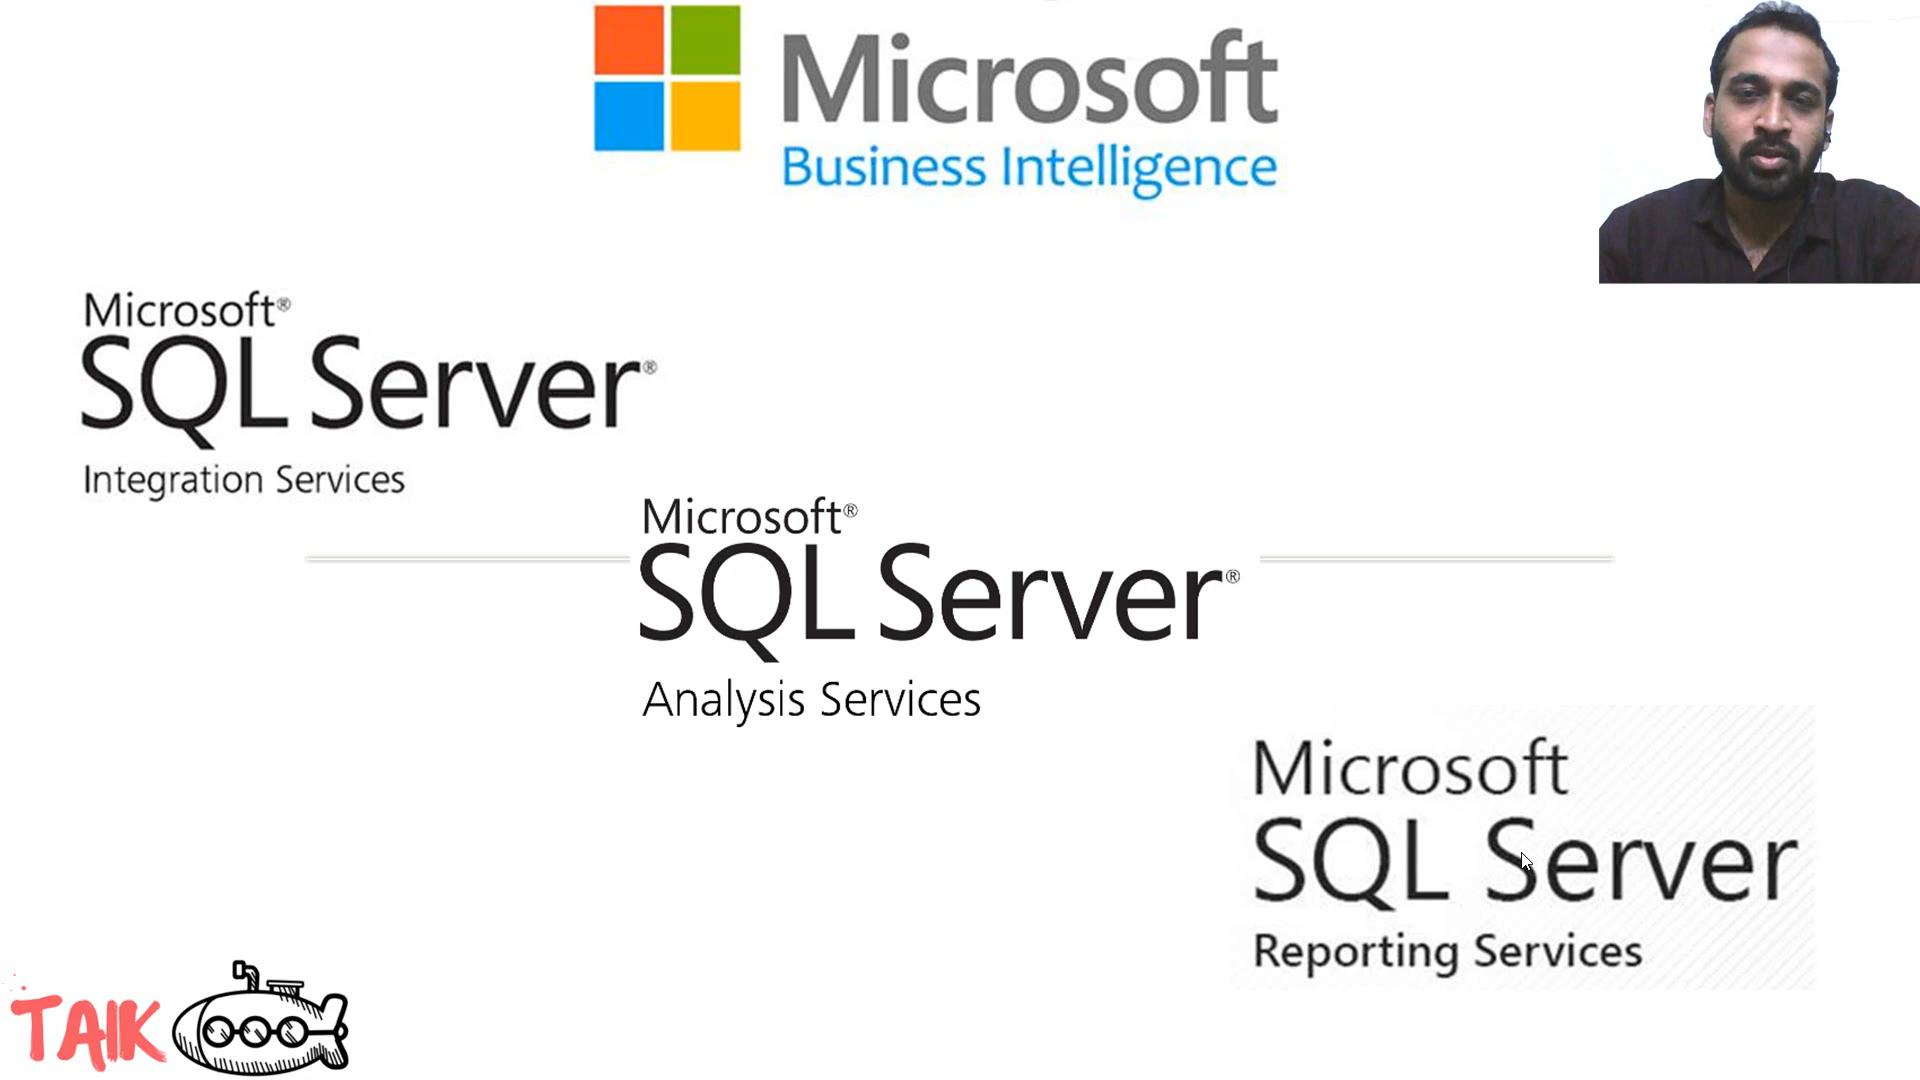 Microsoft
Business Intelligence
Microsoft®
SQL Server®
Integration Services
Microsoft®
SQL Server®
Analysis Services
Microsoft
SQL Server
Reporting Services
TAIK